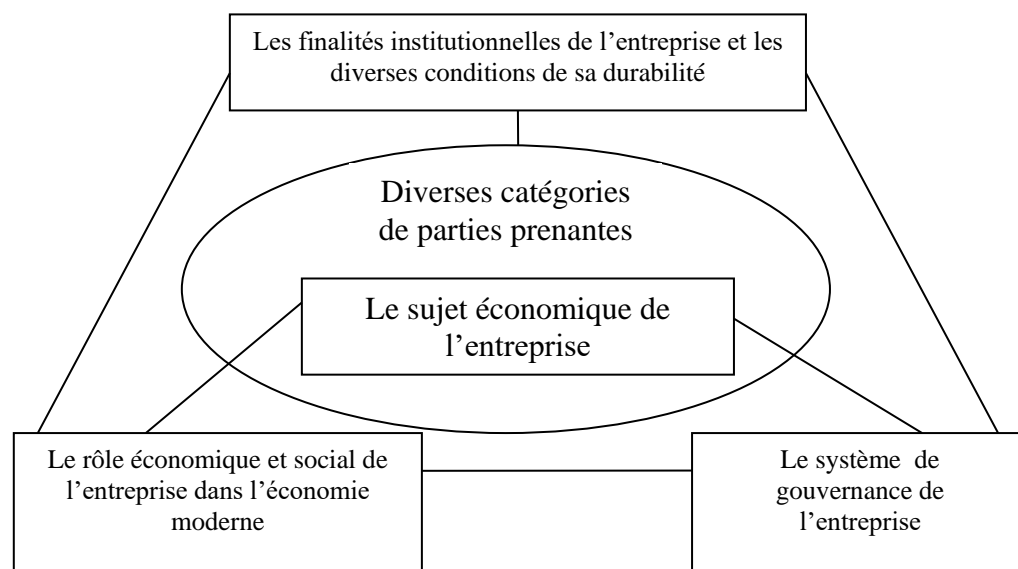 Les finalités institutionnelles de l’entreprise et les
diverses conditions de sa durabilité
Diverses catégories
de parties prenantes
Le sujet économique de
l’entreprise
Le rôle économique et social de
l’entreprise dans l’économie
moderne
Le système de
gouvernance de
l’entreprise